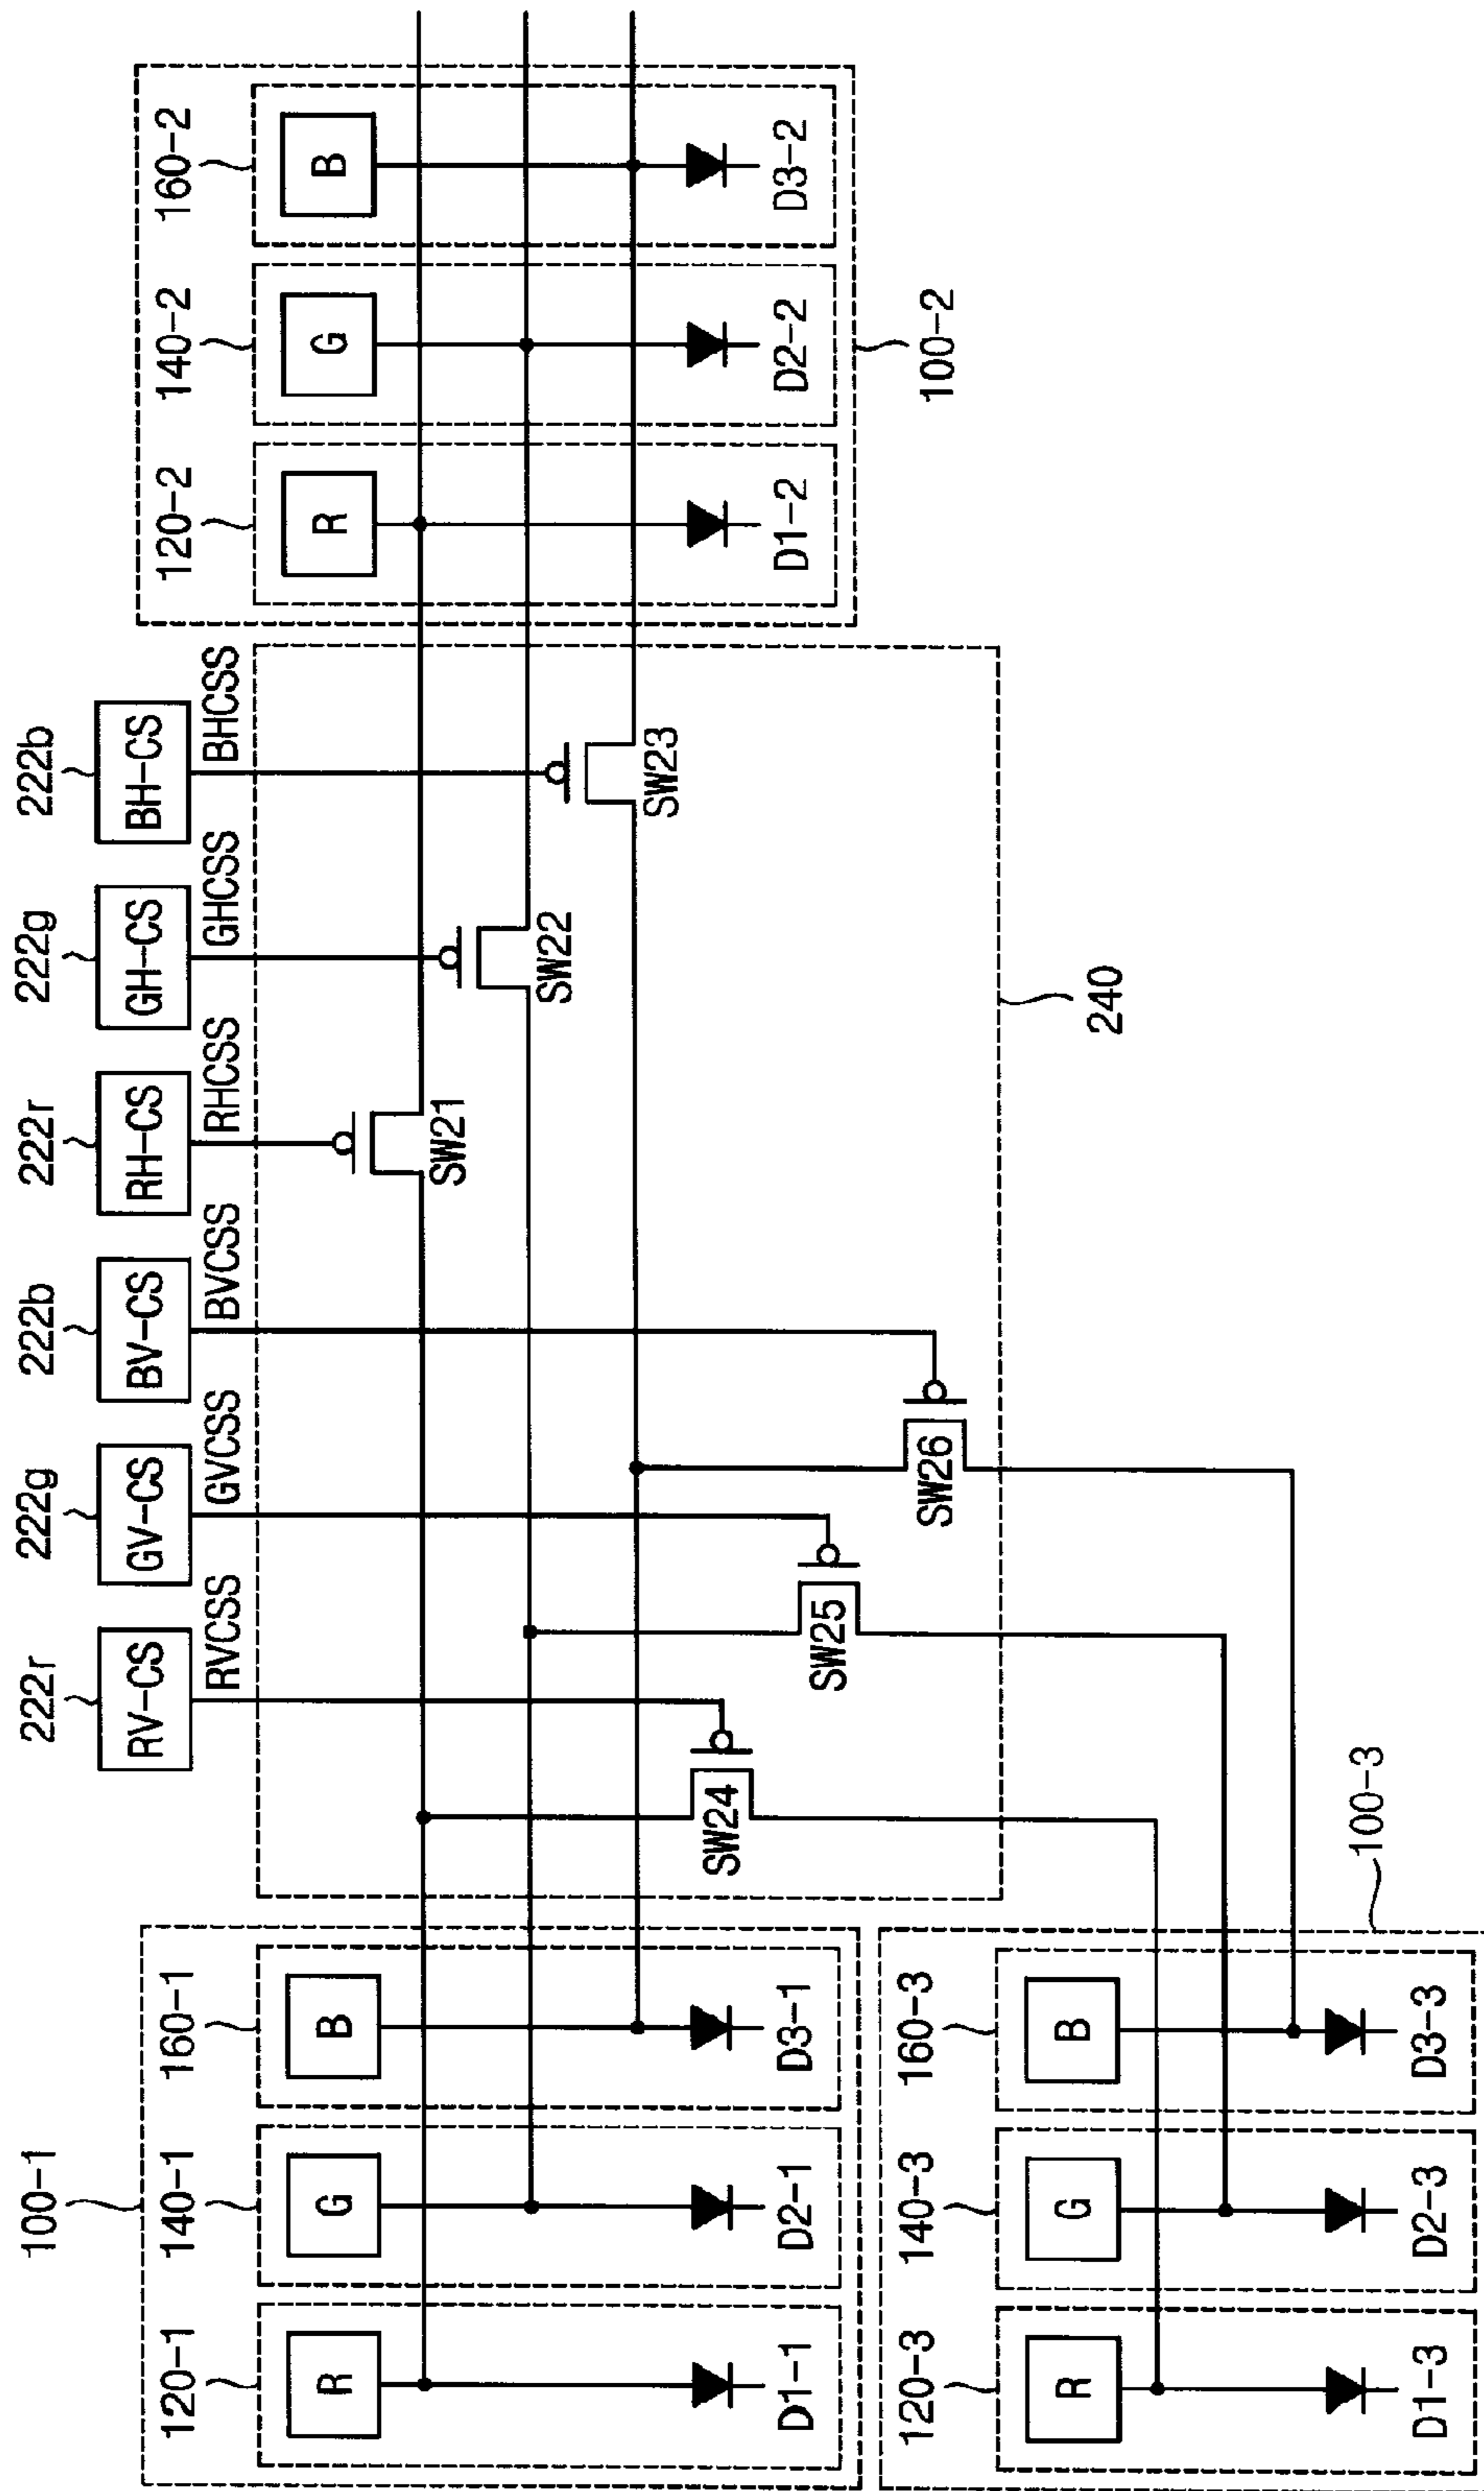 222r 222g 222b 222r 222g 222b
RV-CS GV-CS BV-CS RH-CS GH-CS BH-CS
RVCSS GVCSS BVCSS RHCSS GHCSS BHCSS
100-1
120-1 140-1 160-1
R G B
D1-1 D2-1 D3-1
120-2 140-2 160-2
R G B
D1-2 D2-2 D3-2
100-2
SW21
SW22
SW23
SW24
SW25
SW26
240
100-3
120-3 140-3 160-3
R G B
D1-3 D2-3 D3-3